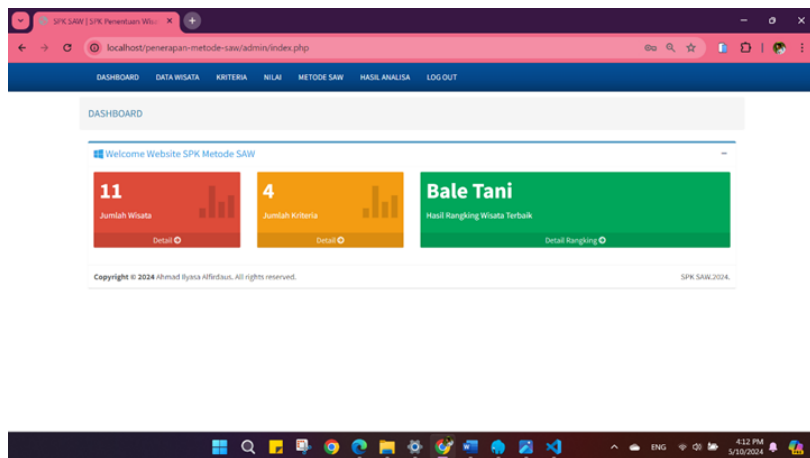 SPK SAW | SPK Penentuan Wisa
localhost/penerapan-metode-saw/admin/index.php
DASHBOARD DATA WISATA KRITERIA NILAI METODE SAW HASIL ANALISA LOG OUT
DASHBOARD
Welcome Website SPK Metode SAW
11
Jumlah Wisata
Detail
4
Jumlah Kriteria
Detail
Bale Tani
Hasil Rangking Wisata Terbaik
Detail Rangking
Copyright © 2024 Ahmad Ilyasa Alfirdaus. All rights reserved.
SPK SAW.2024.
ENG
4:12 PM
5/10/2024